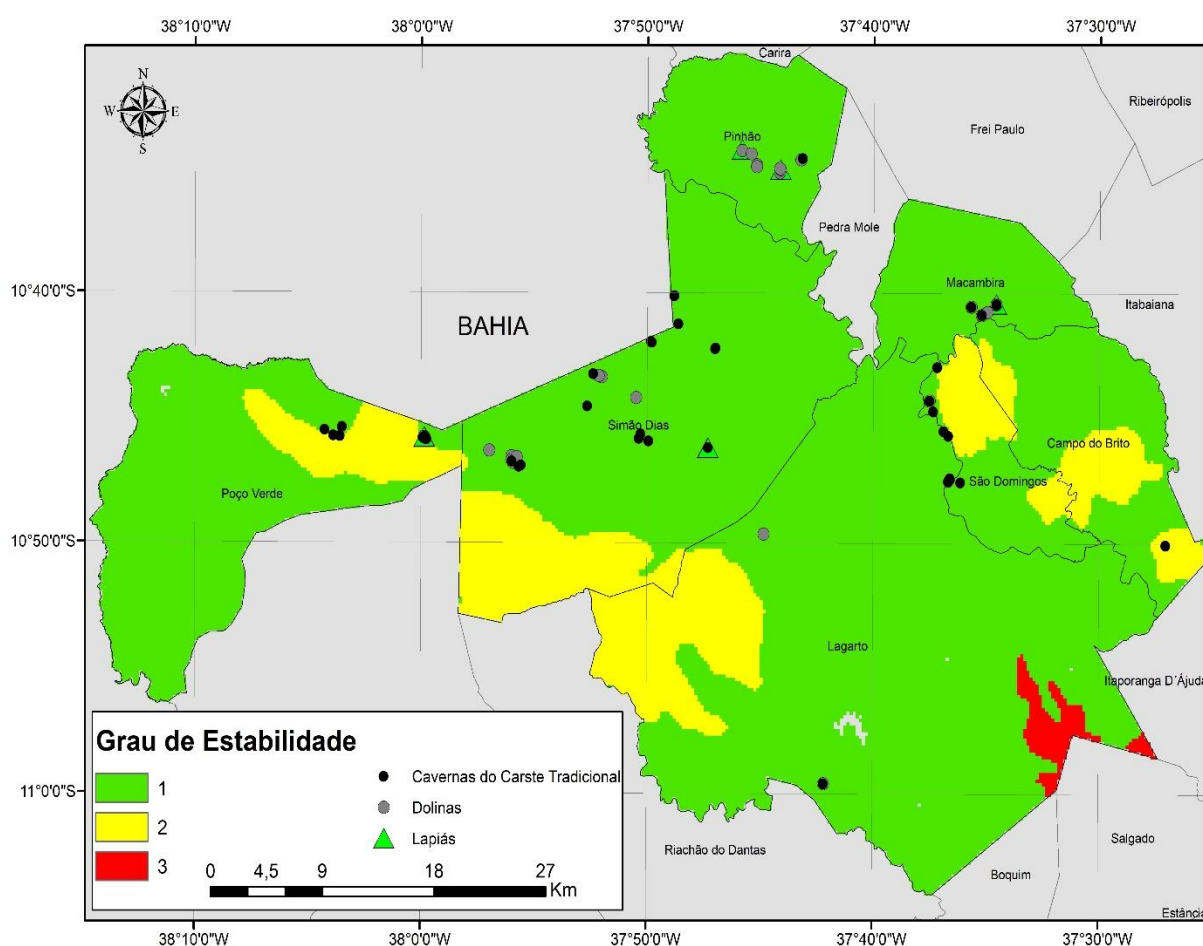 38°10'0"W 38°0'0"W 37°50'0"W 37°40'0"W 37°30'0"W
Carira
N
W E
S
Ribeirópolis
Frei Paulo
Pinhão
Pedra Mole
10°40'0"S
Macambira
Itabaiana
BAHIA
Simão Dias
Campo do Brito
Poço Verde
São Domingos
10°50'0"S
Lagarto
Itaporanga D´Ájuda
Grau de Estabilidade
1
2
3
Cavernas do Carste Tradicional
Dolinas
Lapiás
0 4,5 9 18 27
Km
11°0'0"S
Salgado
Riachão do Dantas
Boquim
Estância
38°10'0"W 38°0'0"W 37°50'0"W 37°40'0"W 37°30'0"W